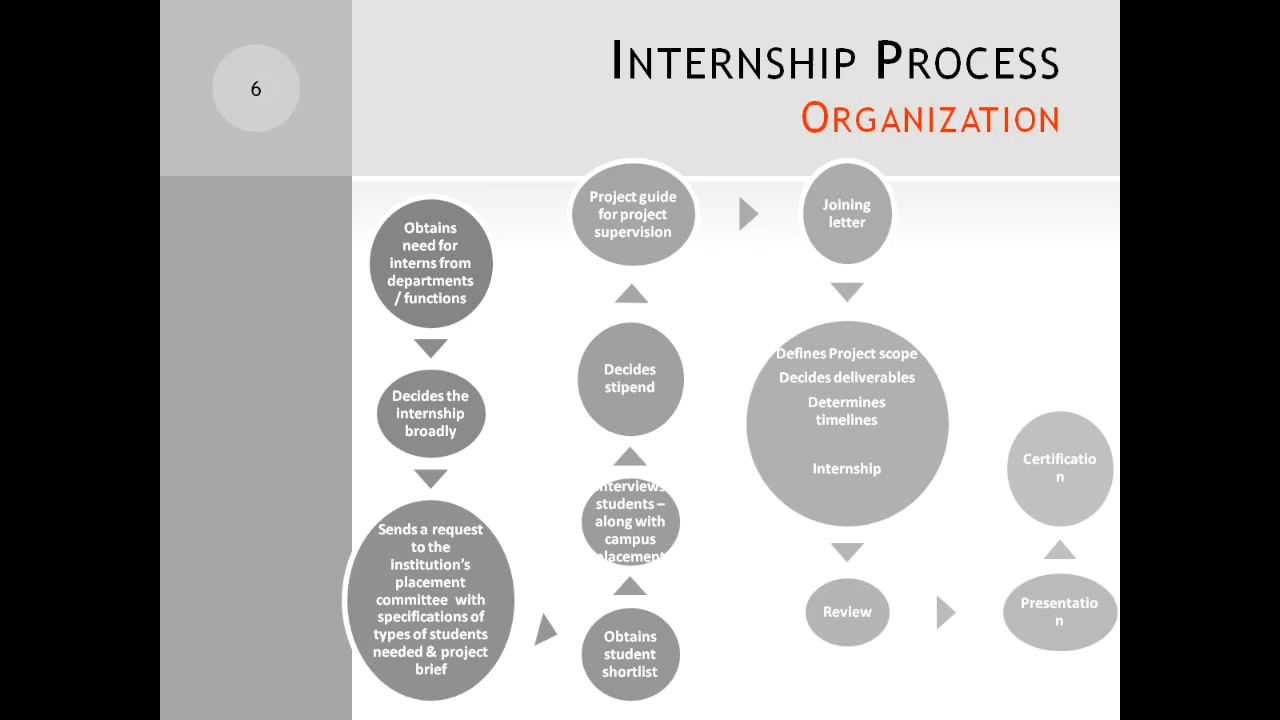 6
INTERNSHIP PROCESS
ORGANIZATION
Obtains
need for
interns from
departments
/ functions
Decides the
internship
broadly
Sends a request
to the
institution's
placement
committee with
specifications of
types of students
needed & project
brief
Obtains
student
shortlist
Interviews
students –
along with
campus
placement
Decides
stipend
Project guide
for project
supervision
Joining
letter
Defines Project scope
Decides deliverables
Determines
timelines
Internship
Review
Presentatio
n
Certificatio
n